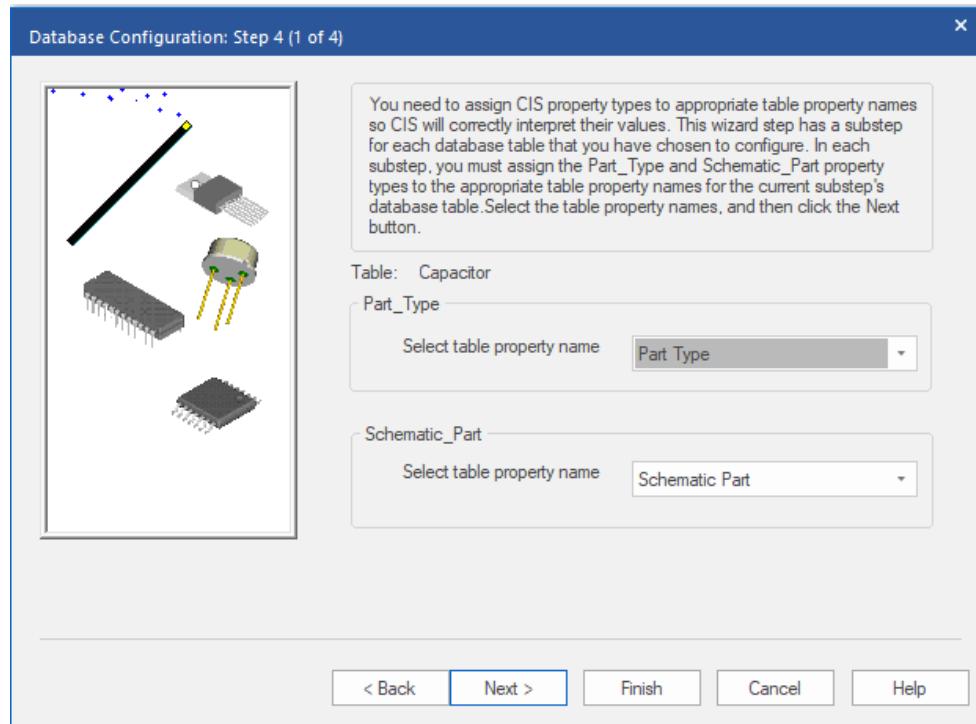 Database Configuration: Step 4 (1 of 4)
You need to assign CIS property types to appropriate table property names
so CIS will correctly interpret their values. This wizard step has a substep
for each database table that you have chosen to configure. In each
substep, you must assign the Part_Type and Schematic_Part property
types to the appropriate table property names for the current substep's
database table.Select the table property names, and then click the Next
button.
Table: Capacitor
Part_Type
Select table property name Part Type
Schematic_Part
Select table property name Schematic Part
< Back Next > Finish Cancel Help